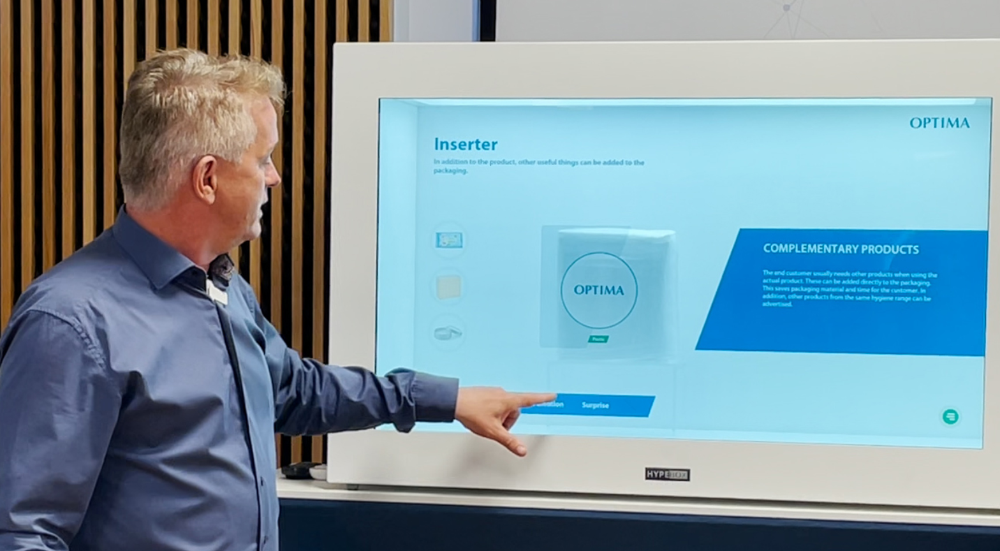 OPTIMA
Inserter
In addition to the product, other useful things can be added to the
packaging.
COMPLEMENTARY PRODUCTS
The end customer usually needs other products when using the
actual product. These can be added directly to the packaging.
This saves packaging material and time for the customer. In
addition, other products from the same hygiene range can be
advertised.
OPTIMA
Surprise
HYPEBOX